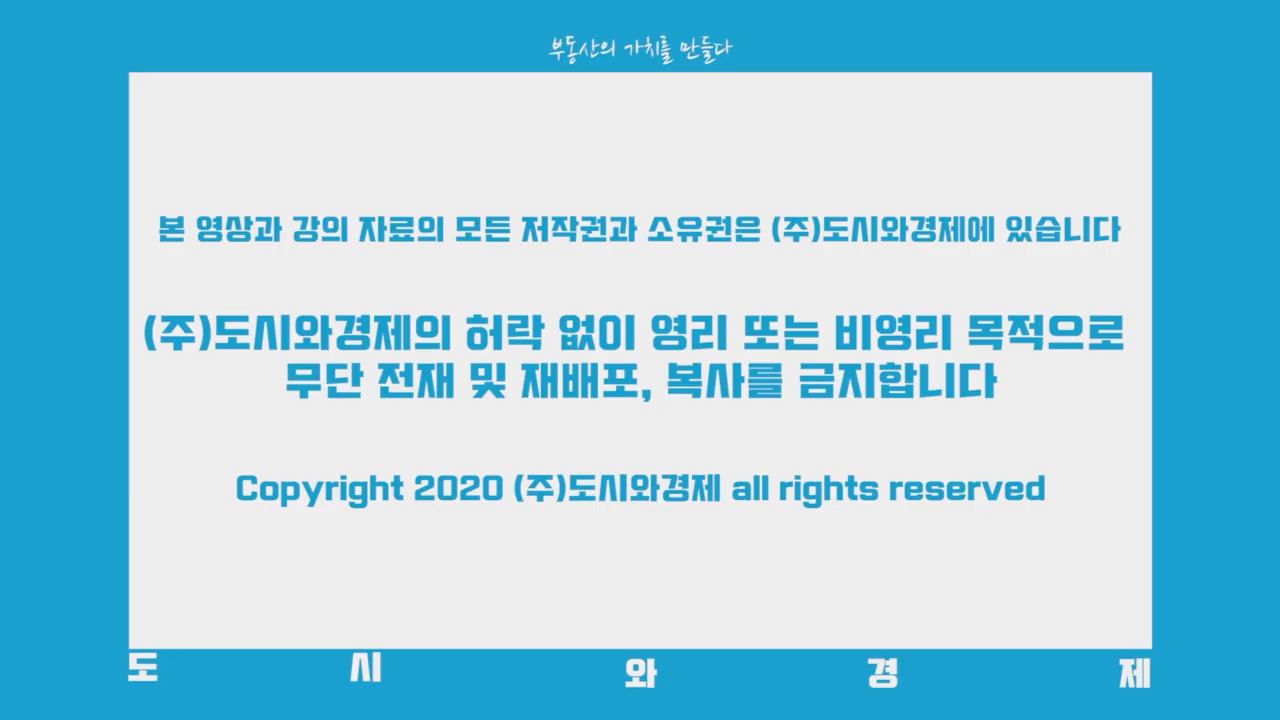 부동산의 가치를 만들다
본 영상과 강의 자료의 모든 저작권과 소유권은 (주)도시와경제에 있습니다
(주)도시와경제의 허락 없이 영리 또는 비영리 목적으로
무단 전재 및 재배포, 복사를 금지합니다
Copyright 2020 (주)도시와경제 all rights reserved
도 시 와 경 제